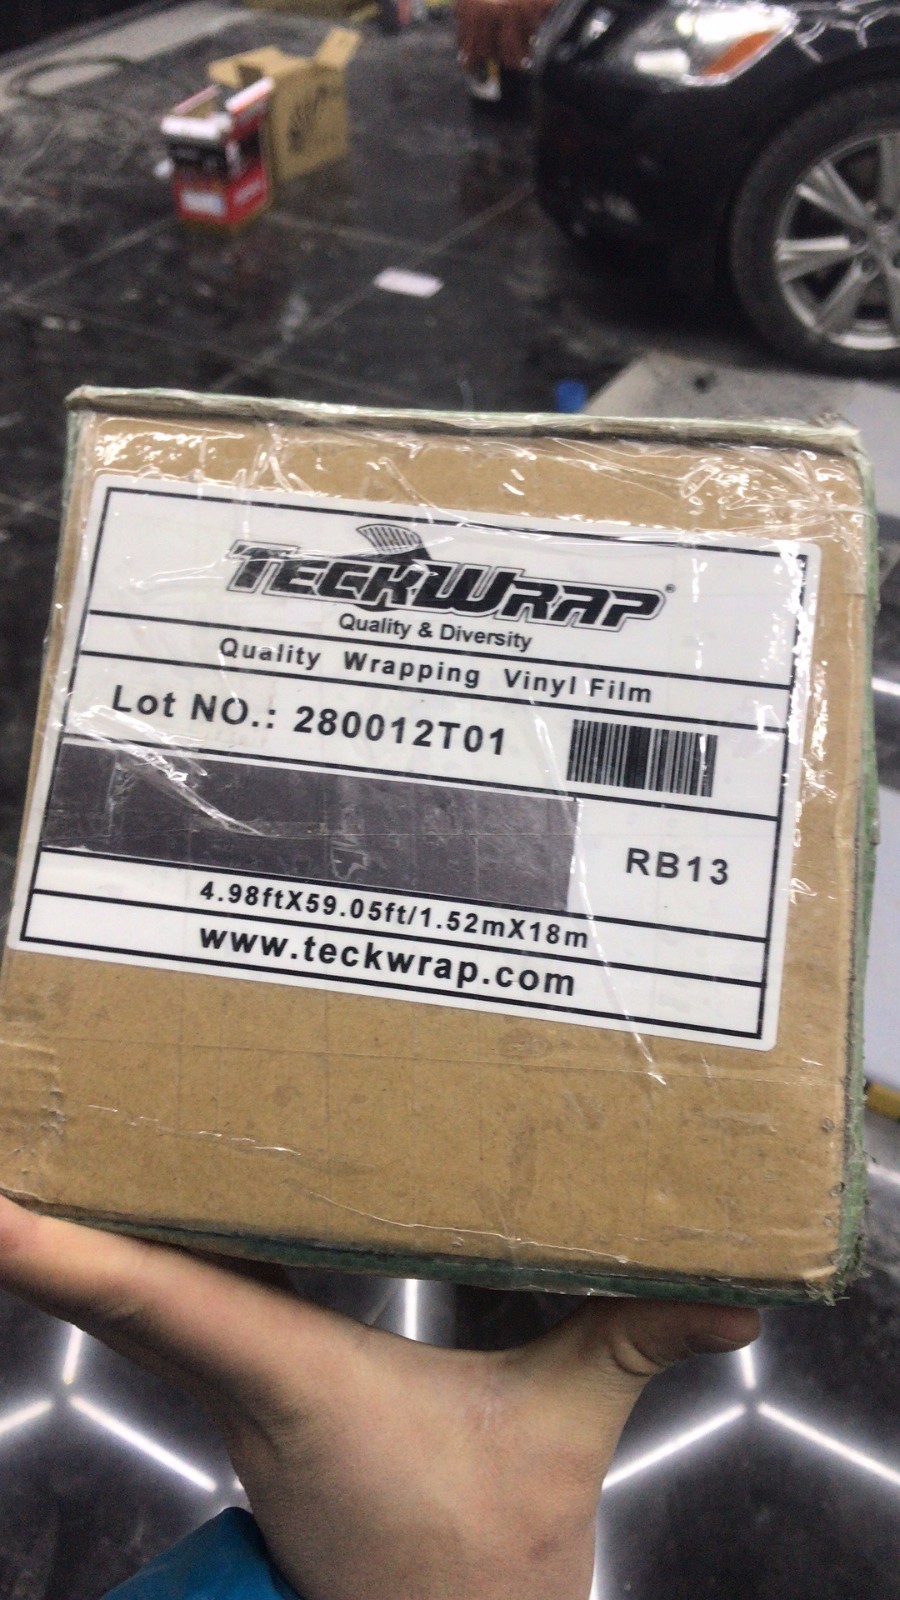 TECKWRAP®
Quality & Diversity
Quality Wrapping Vinyl Film
Lot NO.: 280012T01
RB13
4.98ftX59.05ft/1.52mX18m
www.teckwrap.com